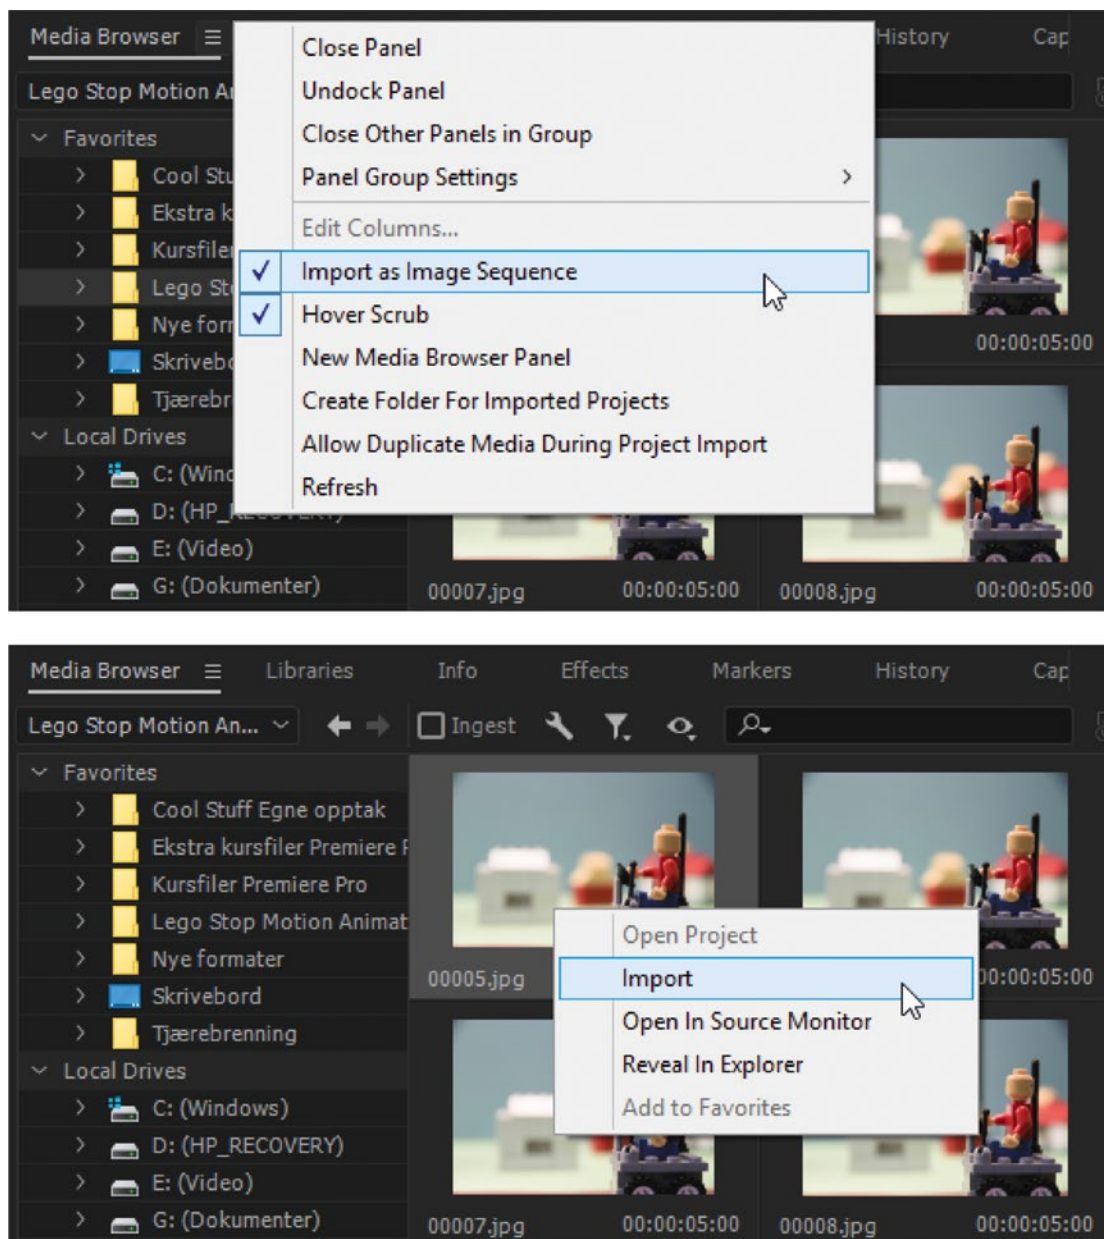 Media Browser
History
Cap
Lego Stop Motion A
Close Panel
Undock Panel
Close Other Panels in Group
Panel Group Settings
Edit Columns...
Import as Image Sequence
Hover Scrub
New Media Browser Panel
Create Folder For Imported Projects
Allow Duplicate Media During Project Import
Refresh
Favorites
Cool Stu
Ekstra k
Kursfiler
Lego St
Nye forr
Skrivebo
Tjærebr
Local Drives
C: (Wind
D: (HP_RECOVERY)
E: (Video)
G: (Dokumenter)
00:00:05:00
00007.jpg 00:00:05:00
00008.jpg 00:00:05:00
Media Browser Libraries Info Effects Markers History Cap
Lego Stop Motion An... Ingest
Favorites
Cool Stuff Egne opptak
Ekstra kursfiler Premiere P
Kursfiler Premiere Pro
Lego Stop Motion Animat
Nye formater
Skrivebord
Tjærebrenning
Local Drives
C: (Windows)
D: (HP_RECOVERY)
E: (Video)
G: (Dokumenter)
00005.jpg
00:00:05:00
Open Project
Import
Open In Source Monitor
Reveal In Explorer
Add to Favorites
00007.jpg 00:00:05:00
00008.jpg 00:00:05:00